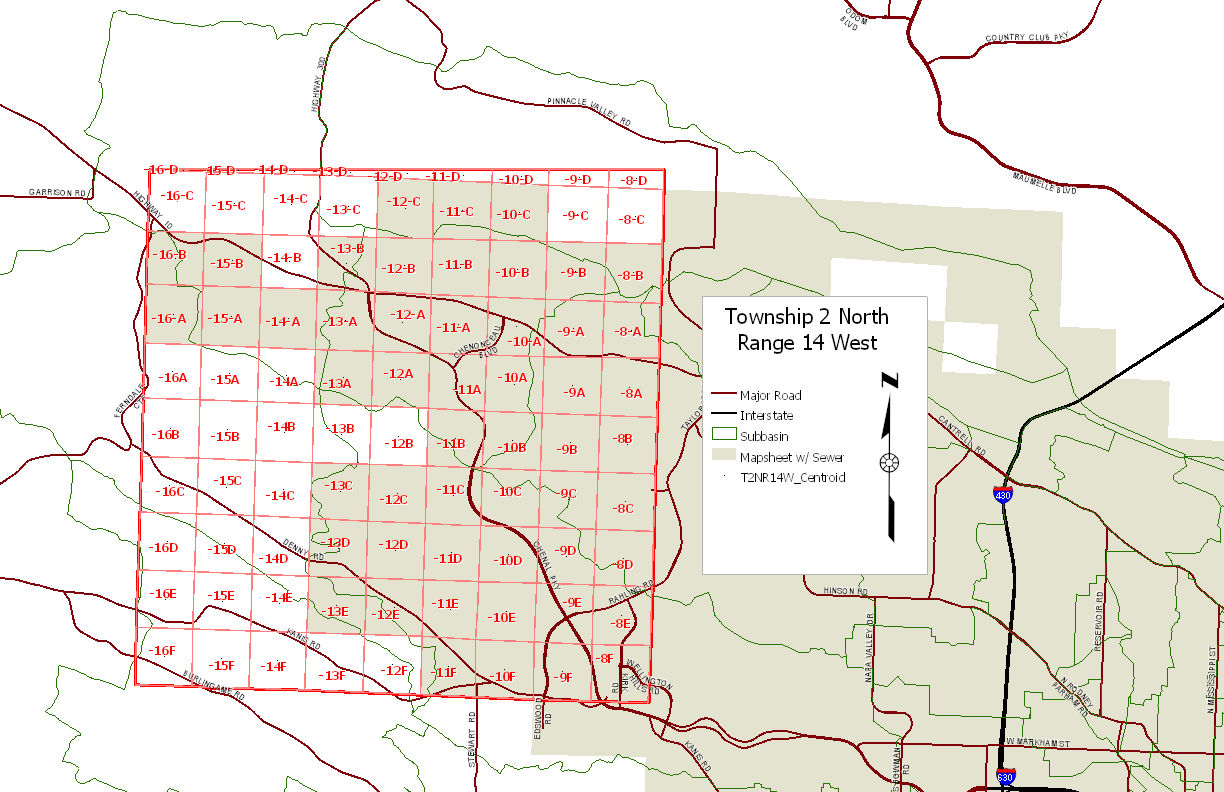 ODOM BLVD
COUNTRY CLUB PKY
HIGHWAY 300
PINNACLE VALLEY RD
MAUMELLE BLVD
GARRISON RD
HIGHWAY 10
-16-D -15-D -14-D -13-D -12-D -11-D -10-D -9-D -8-D
-16-C -15-C -14-C -13-C -12-C -11-C -10-C -9-C -8-C
-16-B -15-B -14-B -13-B -12-B -11-B -10-B -9-B -8-B
-16-A -15-A -14-A -13-A -12-A -11-A -10-A -9-A -8-A
CHENONCEAU BLVD
-16A -15A -14A -13A -12A -11A -10A -9A -8A
FERNDALE
-16B -15B -14B -13B -12B -11B -10B -9B -8B
-16C -15C -14C -13C -12C -11C -10C -9C -8C
-16D -15D -14D -13D -12D -11D -10D -9D -8D
DENNY RD
CHENAL PKY
RAHLING RD
-16E -15E -14E -13E -12E -11E -10E -9E -8E
KANIS RD
-16F -15F -14F -13F -12F -11F -10F -9F -8F
BURLINGAME RD
WELLINGTON HILLS RD
KIRK RD
STEWART RD
EDSWOOD RD
KANIS RD
Township 2 North
Range 14 West
Z
Major Road
Interstate
Subbasin
Mapsheet w/ Sewer
T2NR14W_Centroid
TAYLOR
CANTRELL RD
430
HINSON RD
NARA VALLEY DR
RESERVOIR RD
N RODNEY PARHAM RD
N MISSISSIPPI ST
W MARKHAM ST
BOWMAN RD
630